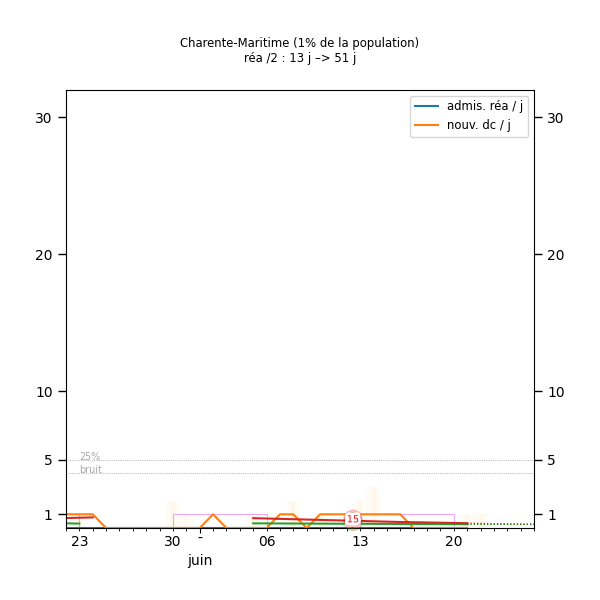 Charente-Maritime (1% de la population)
réa /2 : 13 j –> 51 j
admis. réa / j
nouv. dc / j
30 30
20 20
10 10
5 5
25%
bruit
1 15 1
23 30 - 06 13 20
juin